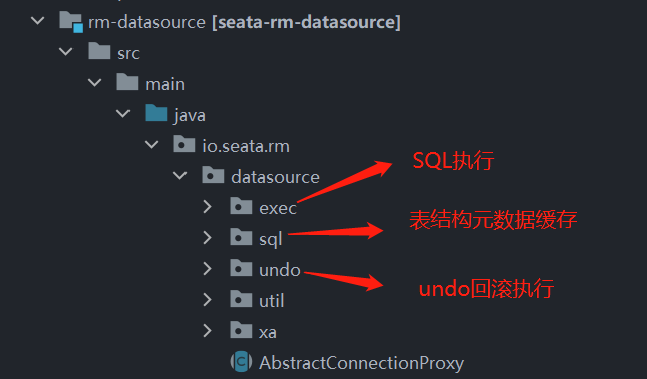 rm-datasource [seata-rm-datasource]
src
main
java
io.seata.rm
SQL执行
datasource
exec
表结构元数据缓存
sql
undo
undo回滚执行
util
xa
AbstractConnectionProxy